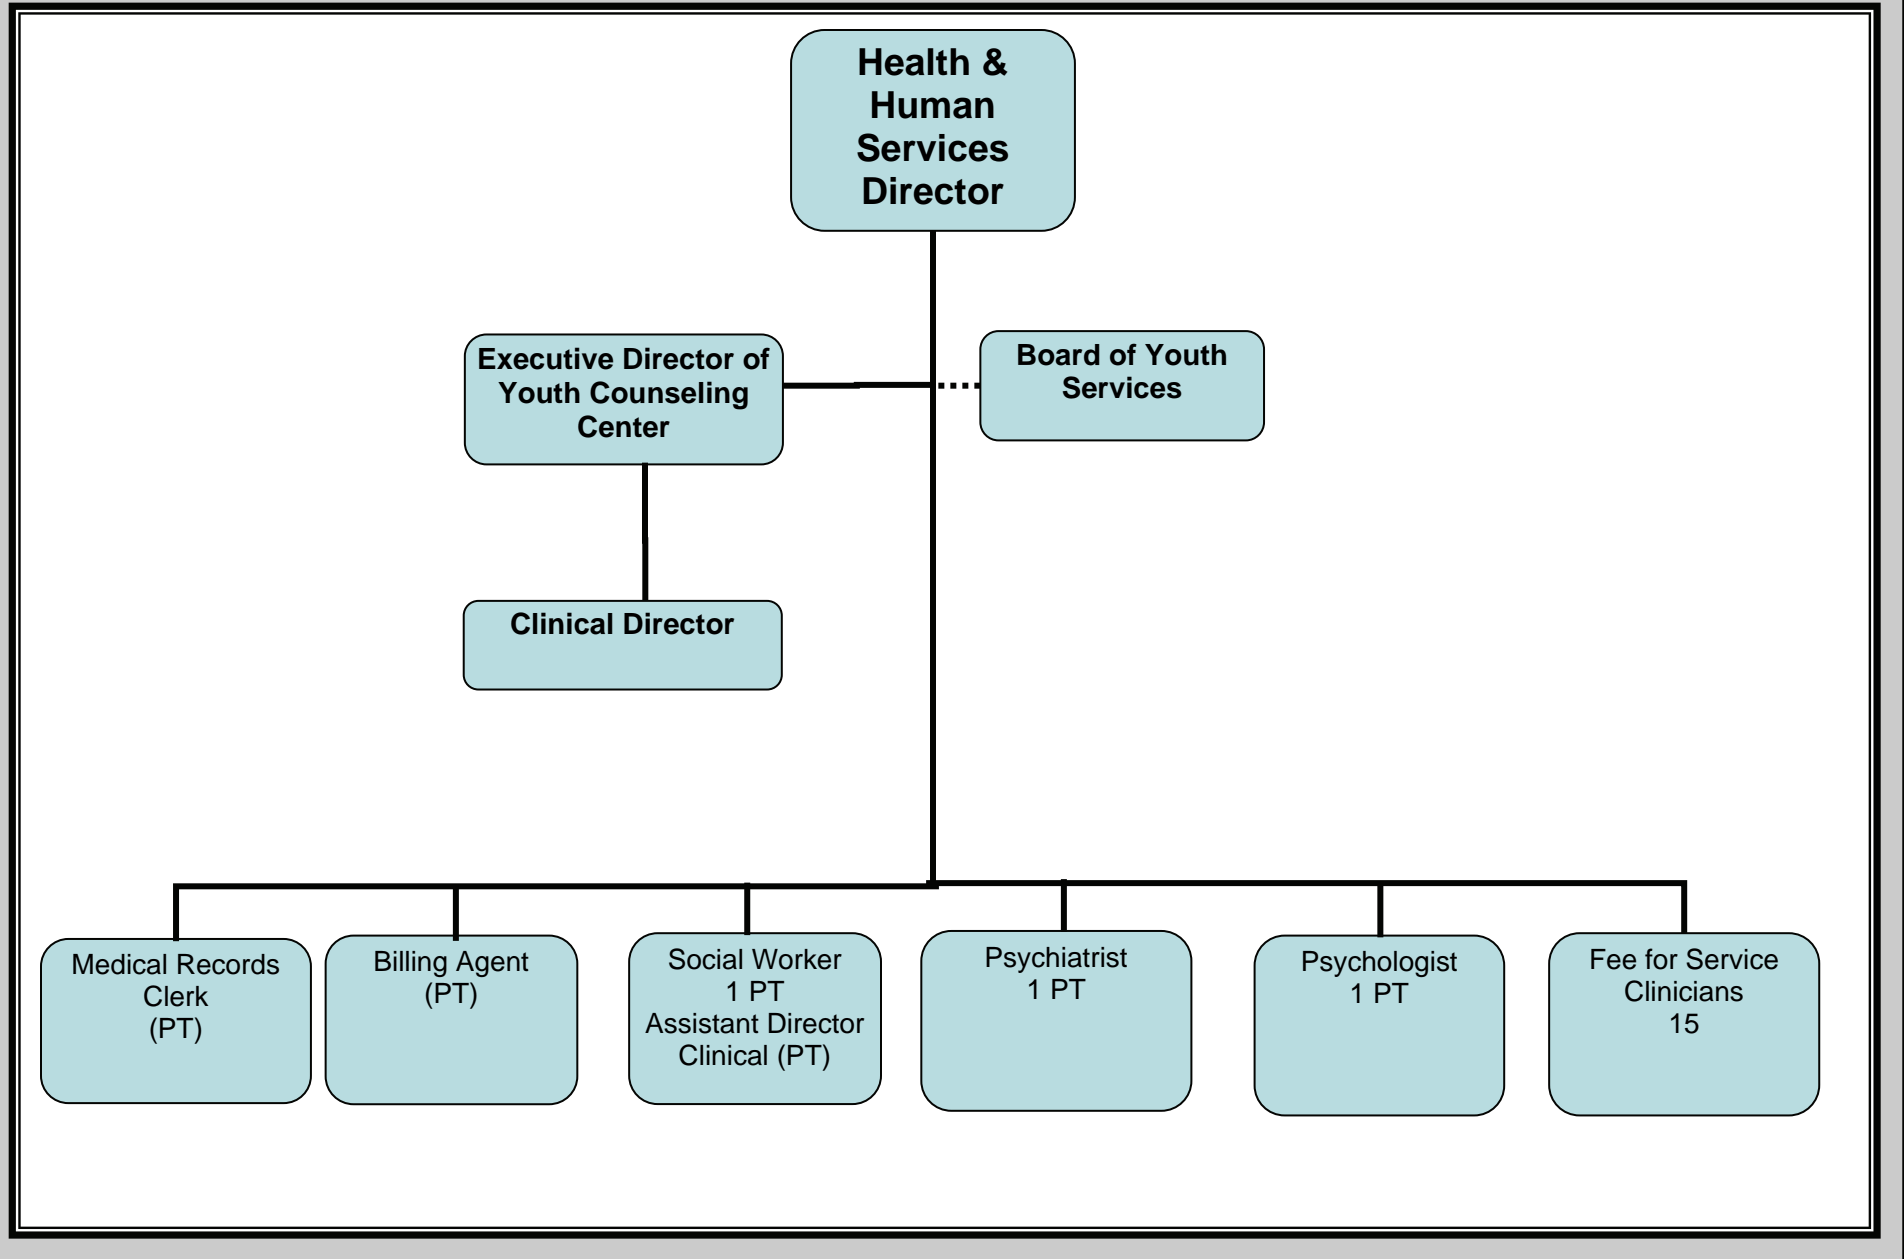 Health &
Human
Services
Director
Executive Director of
Youth Counseling
Center
Board of Youth
Services
Clinical Director
Medical Records
Clerk
(PT)
Billing Agent
(PT)
Social Worker
1 PT
Assistant Director
Clinical (PT)
Psychiatrist
1 PT
Psychologist
1 PT
Fee for Service
Clinicians
15